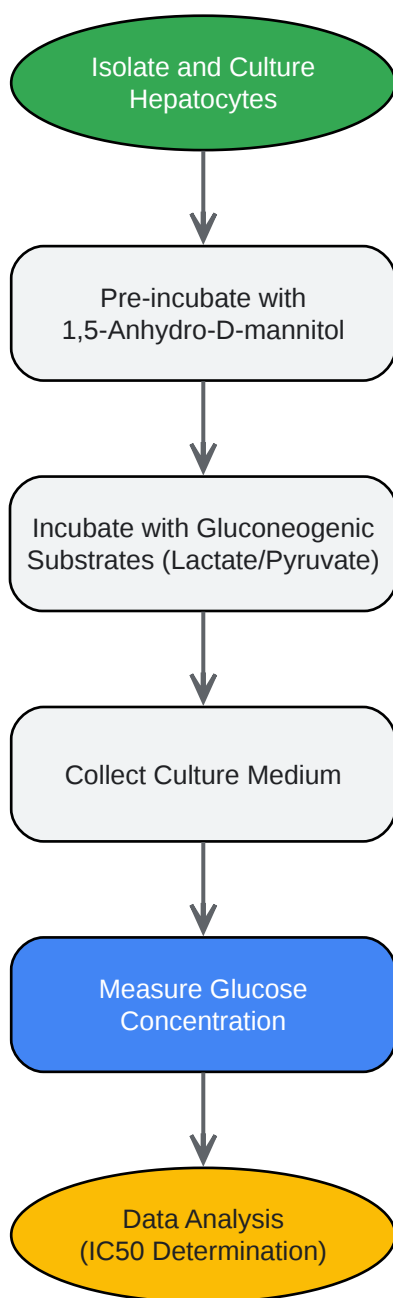 Isolate and Culture
Hepatocytes
Pre-incubate with
1,5-Anhydro-D-mannitol
Incubate with Gluconeogenic
Substrates (Lactate/Pyruvate)
Collect Culture Medium
Measure Glucose
Concentration
Data Analysis
(IC50 Determination)